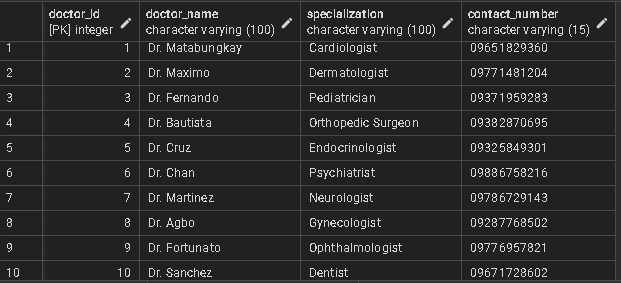 doctor_id doctor_name specialization contact_number
[PK] integer character varying (100) character varying (100) character varying (15)
1 1 Dr. Matabungkay Cardiologist 09651829360
2 2 Dr. Maximo Dermatologist 09771481204
3 3 Dr. Fernando Pediatrician 09371959283
4 4 Dr. Bautista Orthopedic Surgeon 09382870695
5 5 Dr. Cruz Endocrinologist 09325849301
6 6 Dr. Chan Psychiatrist 09886758216
7 7 Dr. Martinez Neurologist 09786729143
8 8 Dr. Agbo Gynecologist 09287768502
9 9 Dr. Fortunato Ophthalmologist 09776957821
10 10 Dr. Sanchez Dentist 09671728602